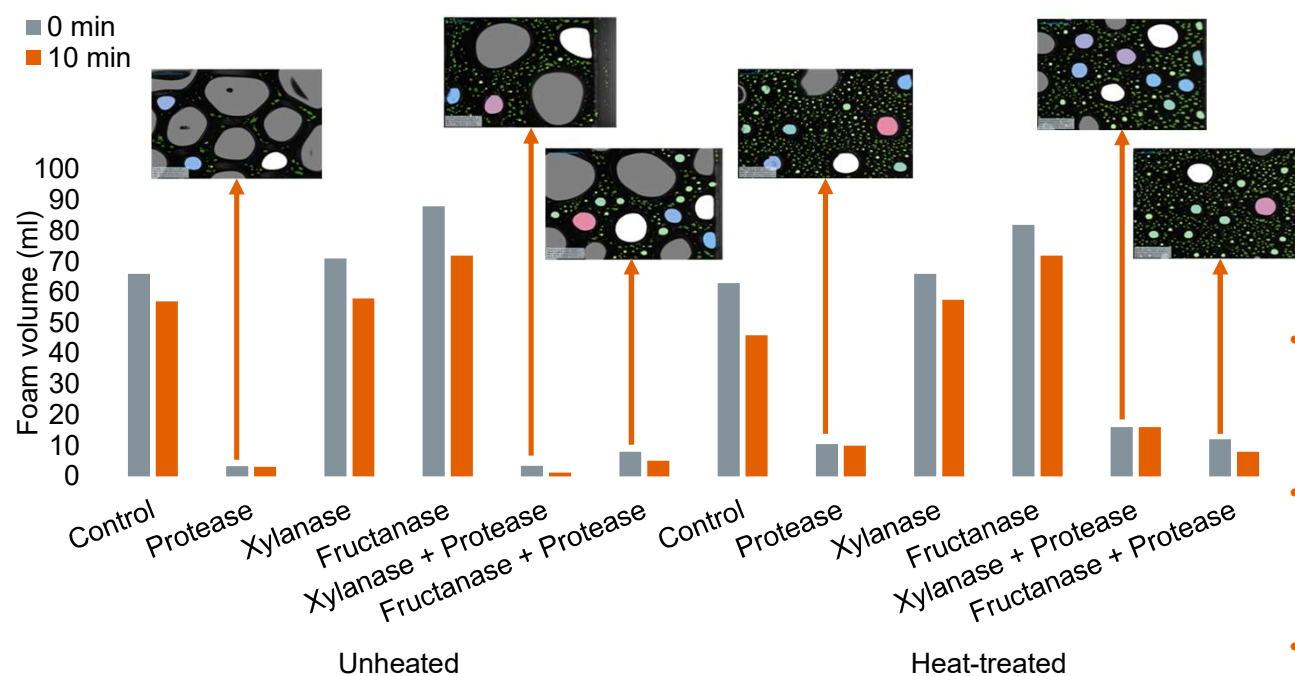 0 min
10 min
Foam volume (ml)
100
90
80
70
60
50
40
30
20
10
0
Control
Protease
Xylanase
Fructanase
Xylanase + Protease
Fructanase + Protease
Control
Protease
Xylanase
Fructanase
Xylanase + Protease
Fructanase + Protease
Unheated
Heat-treated